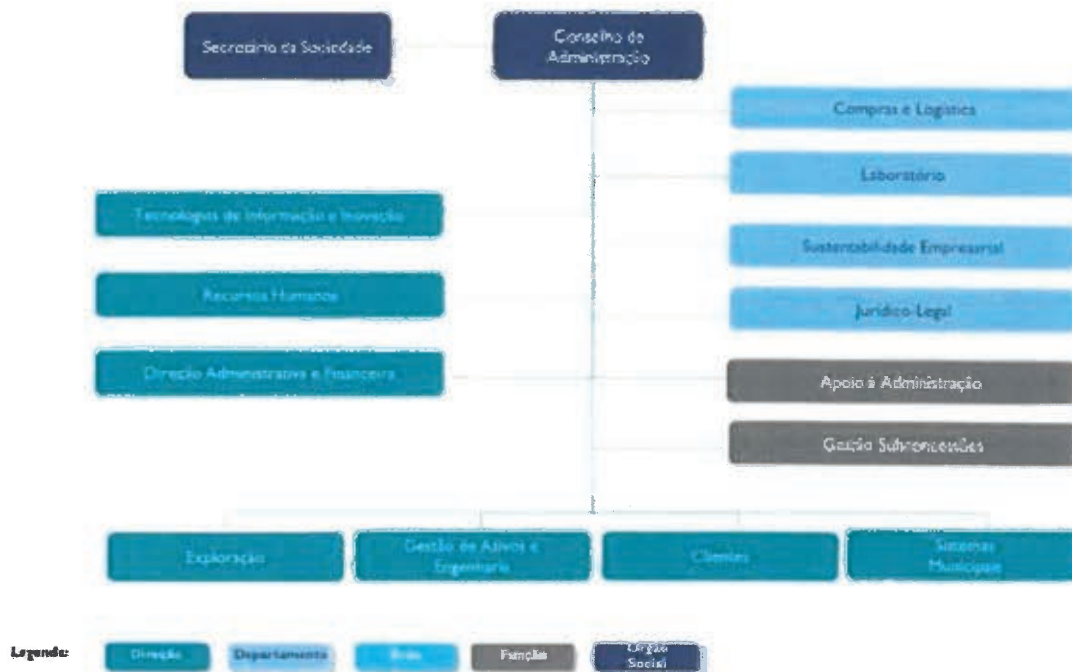 Secretário da Sociedade
Conselho de
Administração
Compras e Logística
Laboratório
Tecnologias de Informação e Inovação
Sustentabilidade Empresarial
Recursos Humanos
Jurídico-Legal
Direção Administrativa e Financeira
Apoio à Administração
Gestão Subconcessões
Exploração
Gestão de Ativos e
Engenharia
Clientes
Sistemas
Municipais
Legenda:
Direção
Departamento
Função
Órgão
Social